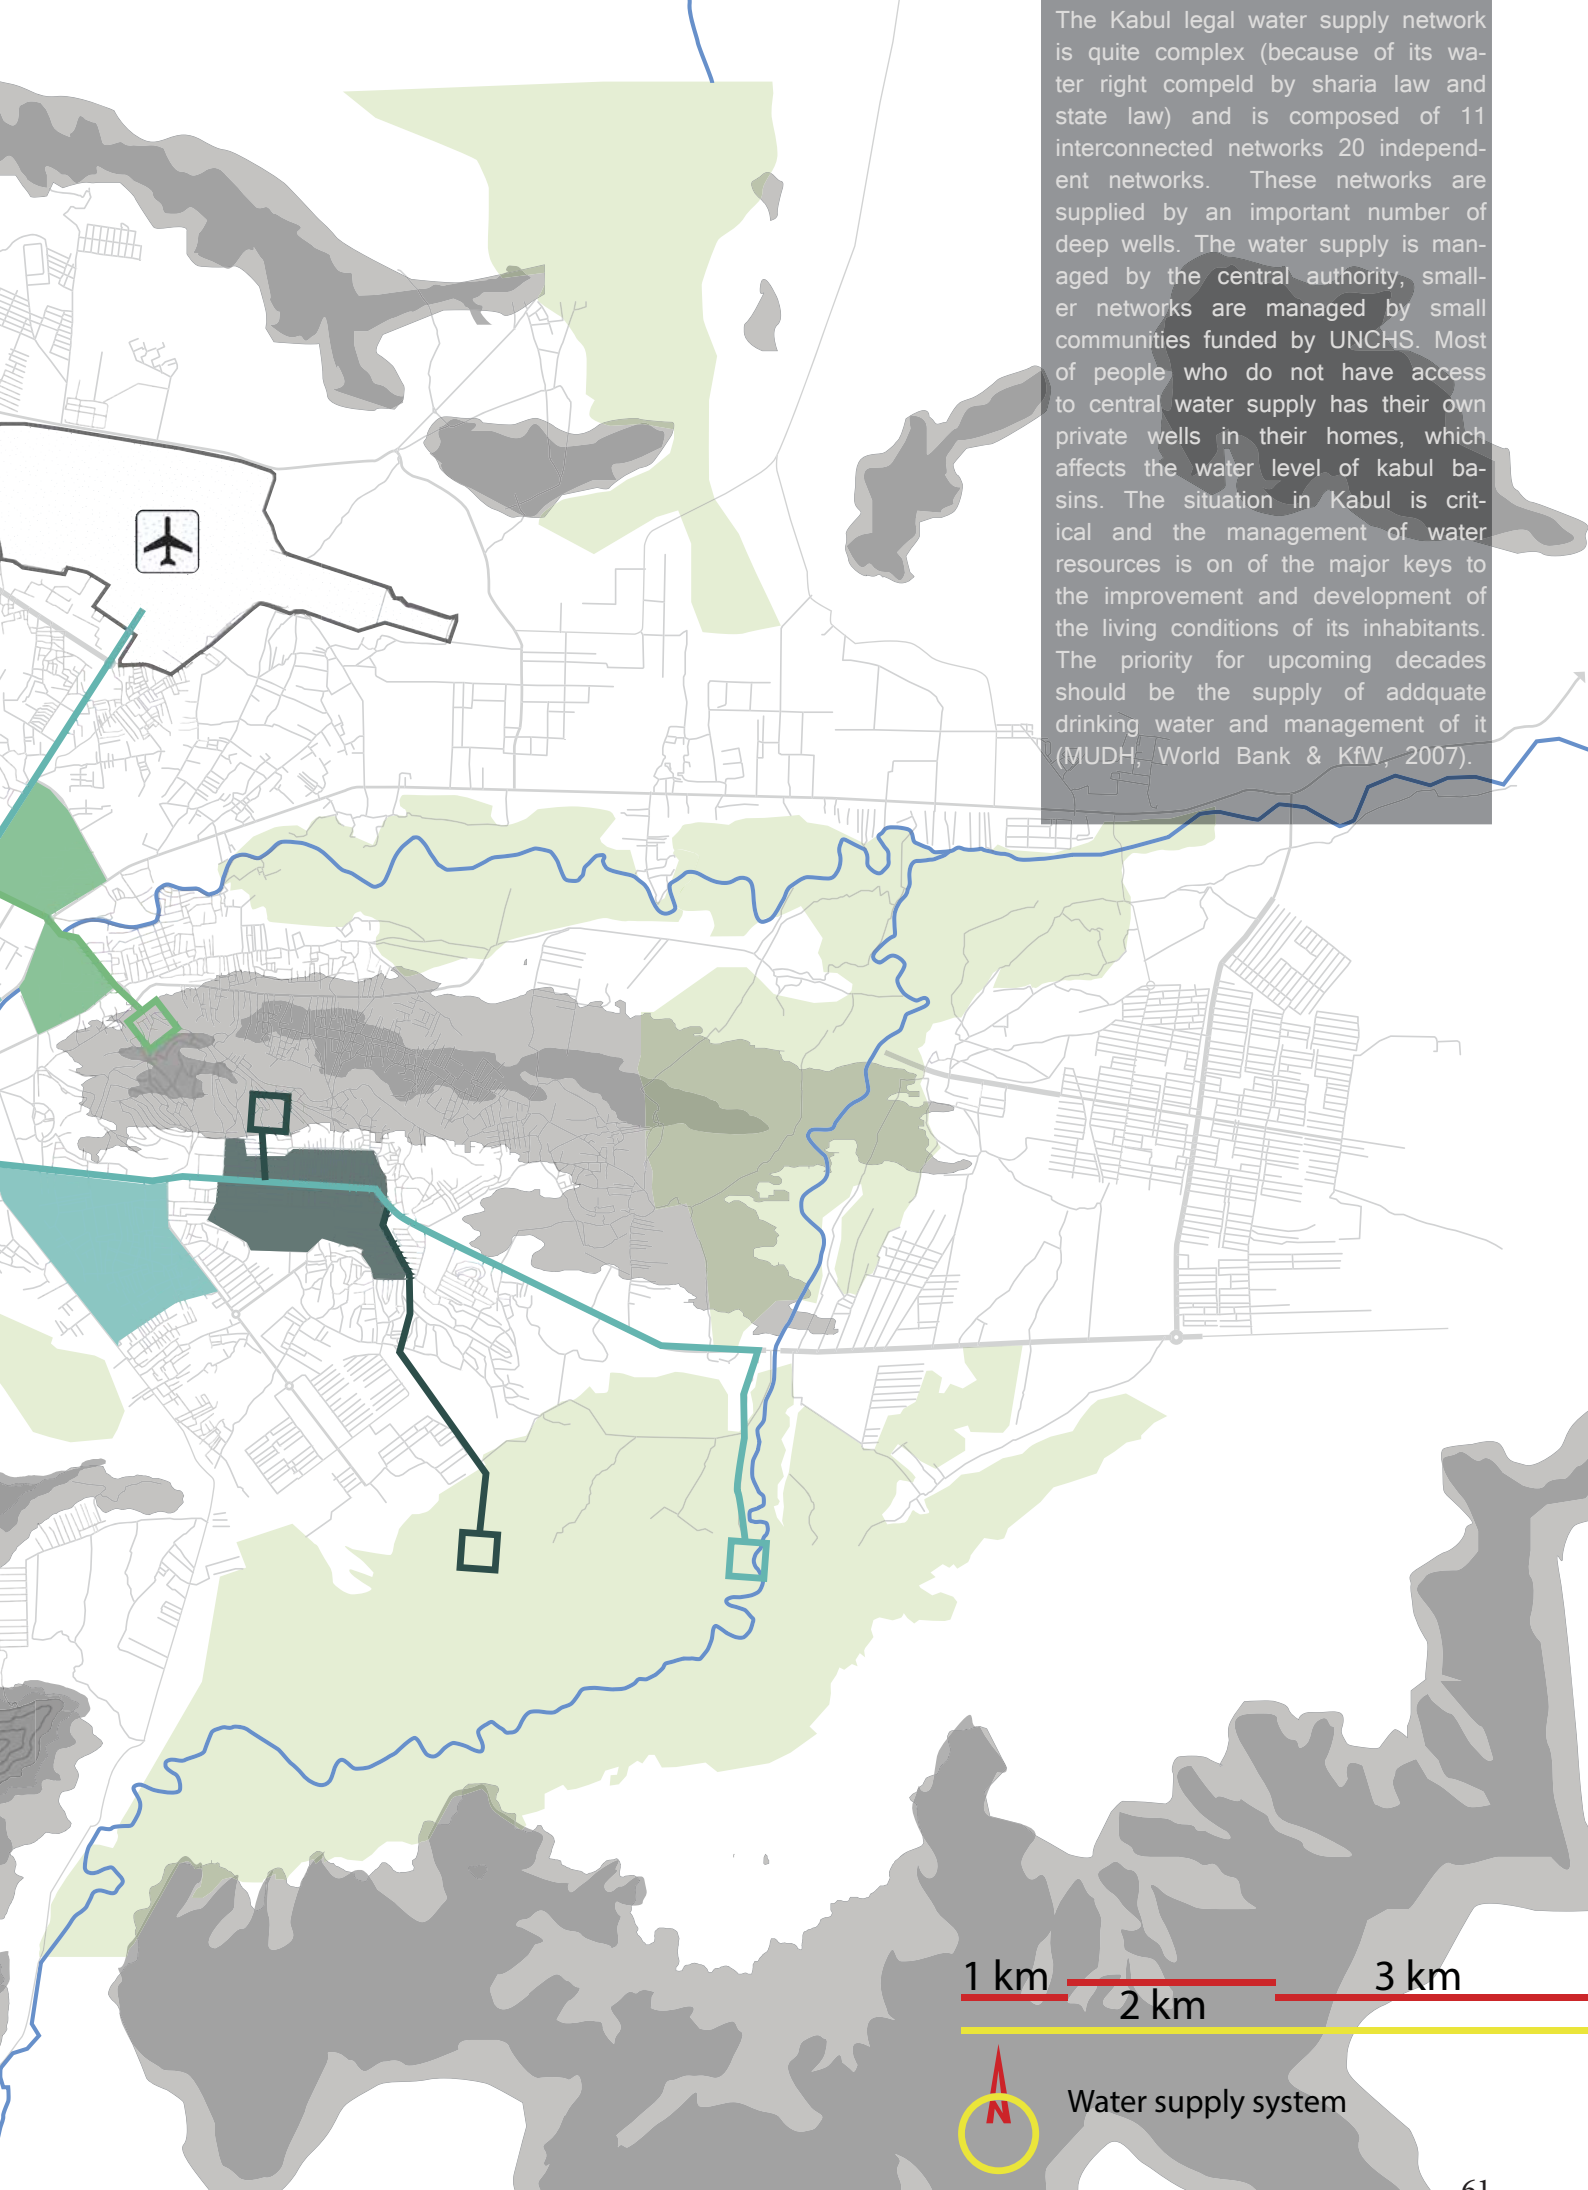 The Kabul legal water supply network
is quite complex (because of its wa-
ter right compeld by sharia law and
state law) and is composed of 11
interconnected networks 20 independ-
ent networks. These networks are
supplied by an important number of
deep wells. The water supply is man-
aged by the central authority, small-
er networks are managed by small
communities funded by UNCHS. Most
of people who do not have access
to central water supply has their own
private wells in their homes, which
affects the water level of kabul ba-
sins. The situation in Kabul is crit-
ical and the management of water
resources is on of the major keys to
the improvement and development of
the living conditions of its inhabitants.
The priority for upcoming decades
should be the supply of addquate
drinking water and management of it
(MUDH, World Bank & KfW, 2007).
1 km
2 km
3 km
N
Water supply system
61